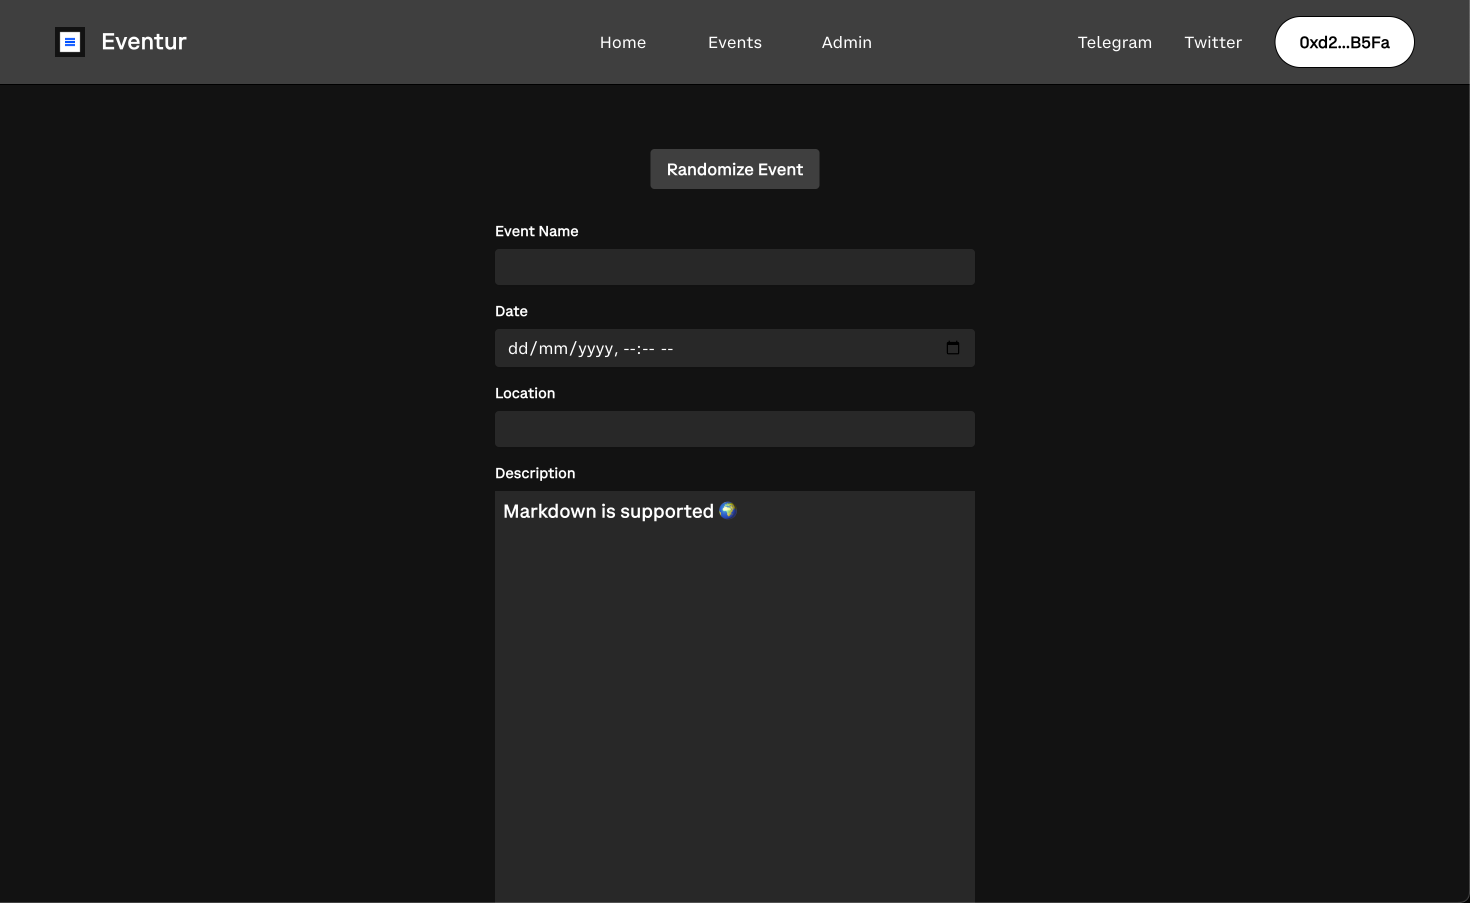 Eventur
Home Events Admin
Telegram Twitter 0xd2...B5Fa
Randomize Event
Event Name
Date
dd/mm/yyyy, --:-- --
Location
Description
Markdown is supported 🌍